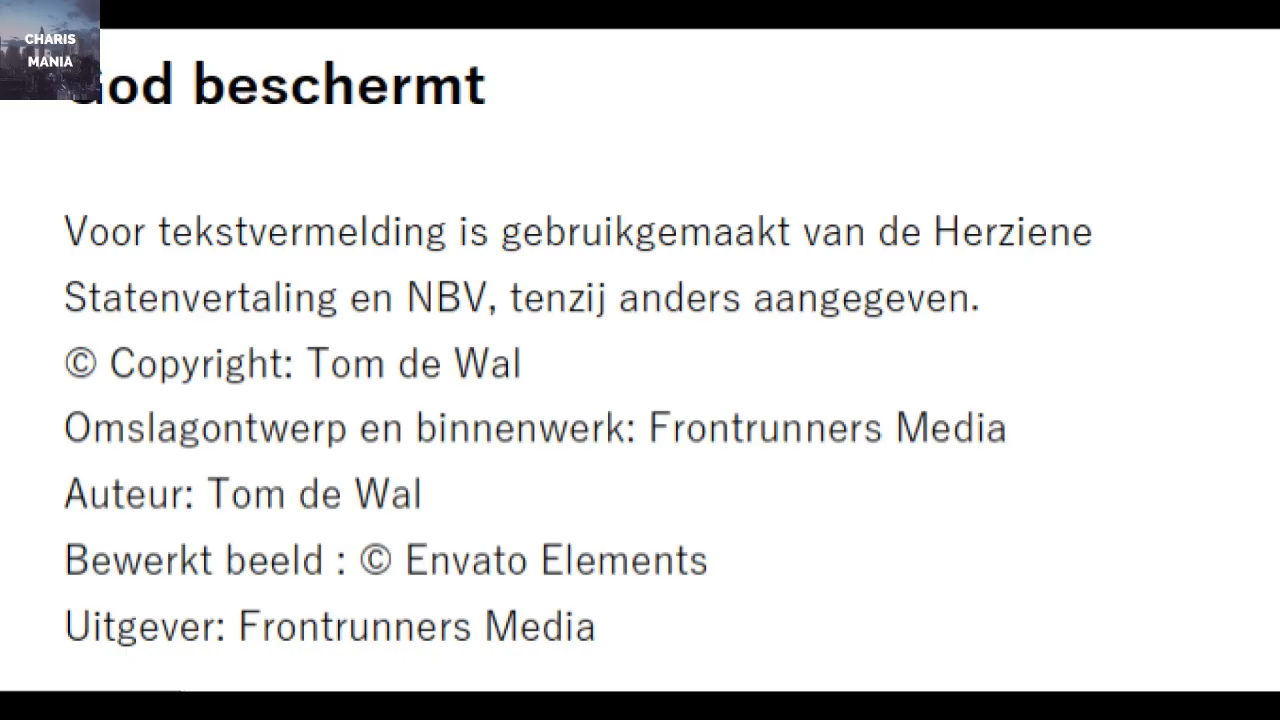 CHARIS
MANIA
God beschermt
Voor tekstvermelding is gebruikgemaakt van de Herziene
Statenvertaling en NBV, tenzij anders aangegeven.
© Copyright: Tom de Wal
Omslagontwerp en binnenwerk: Frontrunners Media
Auteur: Tom de Wal
Bewerkt beeld : © Envato Elements
Uitgever: Frontrunners Media